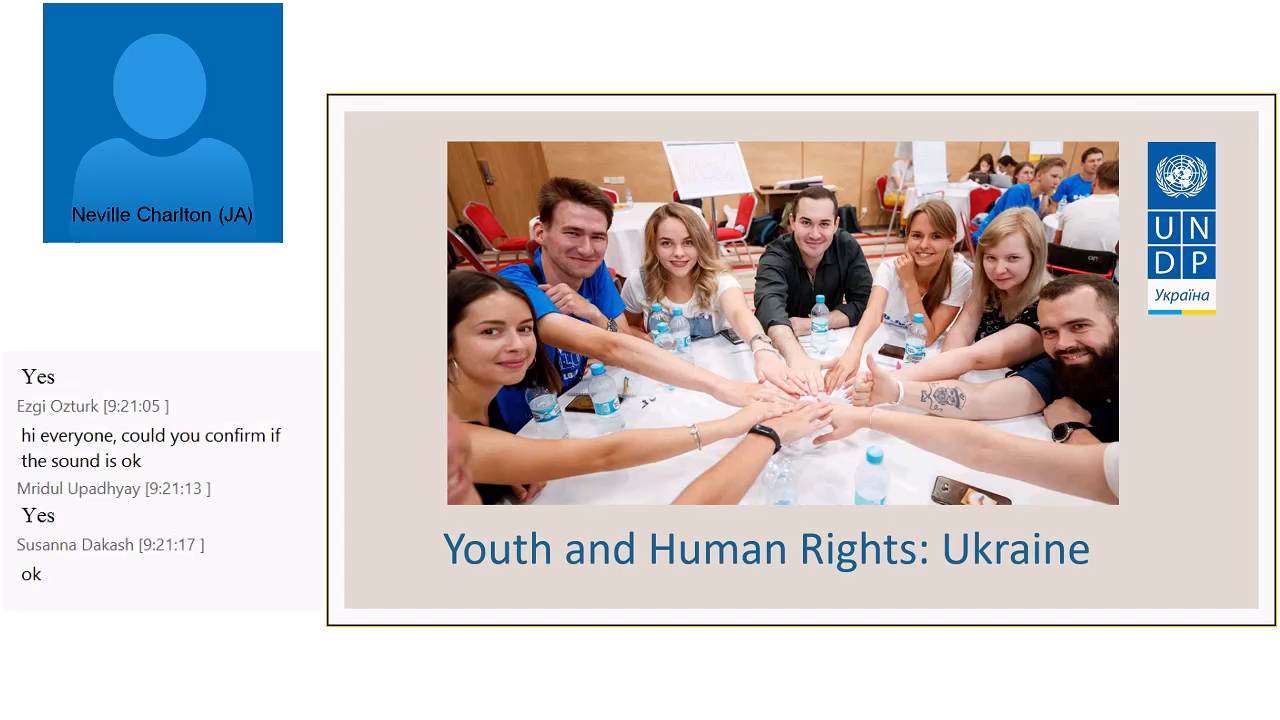 Neville Charlton (JA)
Yes
Ezgi Ozturk [9:21:05 ]
hi everyone, could you confirm if
the sound is ok
Mridul Upadhyay [9:21:13 ]
Yes
Susanna Dakash [9:21:17 ]
ok
U N
D P
Україна
Youth and Human Rights: Ukraine